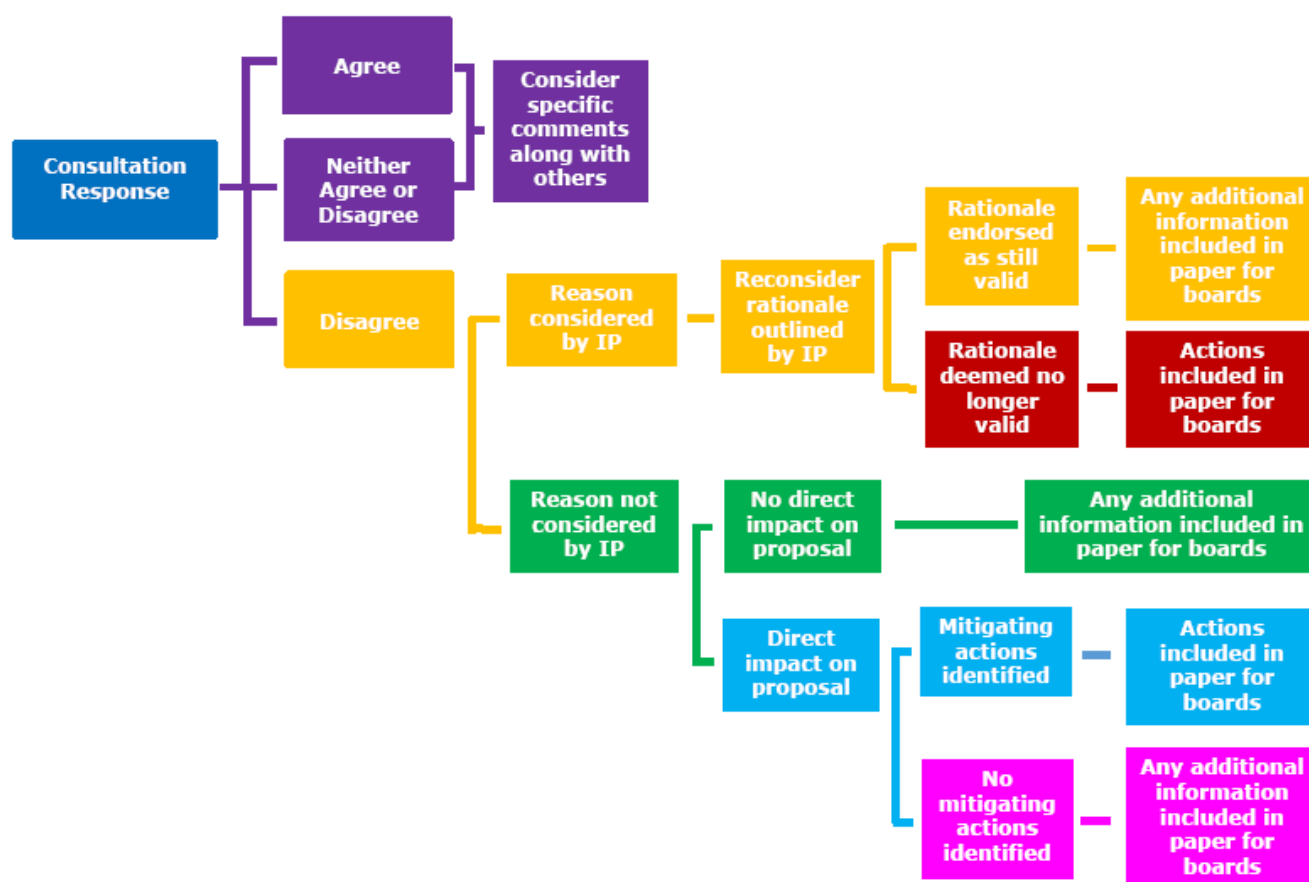 Agree
Consider
specific
comments
along with
others
Consultation
Response
Neither
Agree or
Disagree
Disagree
Reason
considered
by IP
Reconsider
rationale
outlined
by IP
Rationale
endorsed
as still
valid
Any additional
information
included in
paper for
boards
Rationale
deemed no
longer
valid
Actions
included in
paper for
boards
Reason not
considered
by IP
No direct
impact on
proposal
Any additional
information included in
paper for boards
Direct
impact on
proposal
Mitigating
actions
identified
Actions
included in
paper for
boards
No
mitigating
actions
identified
Any additional
information
included in
paper for
boards